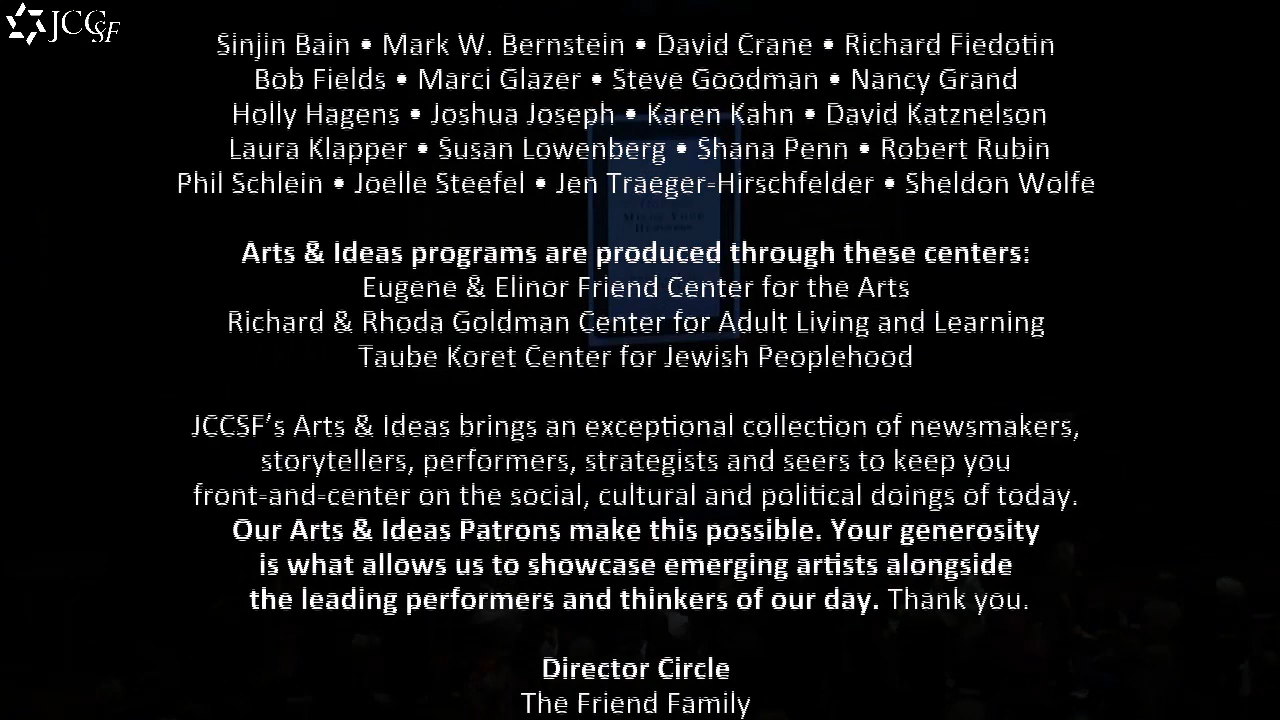 JCCSF
Sinjin Bain • Mark W. Bernstein • David Crane • Richard Fiedotin
Bob Fields • Marci Glazer • Steve Goodman • Nancy Grand
Holly Hagens • Joshua Joseph • Karen Kahn • David Katznelson
Laura Klapper • Susan Lowenberg • Shana Penn • Robert Rubin
Phil Schlein • Joelle Steefel • Jen Traeger-Hirschfelder • Sheldon Wolfe
Arts & Ideas programs are produced through these centers:
Eugene & Elinor Friend Center for the Arts
Richard & Rhoda Goldman Center for Adult Living and Learning
Taube Koret Center for Jewish Peoplehood
JCCSF’s Arts & Ideas brings an exceptional collection of newsmakers,
storytellers, performers, strategists and seers to keep you
front-and-center on the social, cultural and political doings of today.
Our Arts & Ideas Patrons make this possible. Your generosity
is what allows us to showcase emerging artists alongside
the leading performers and thinkers of our day. Thank you.
Director Circle
The Friend Family